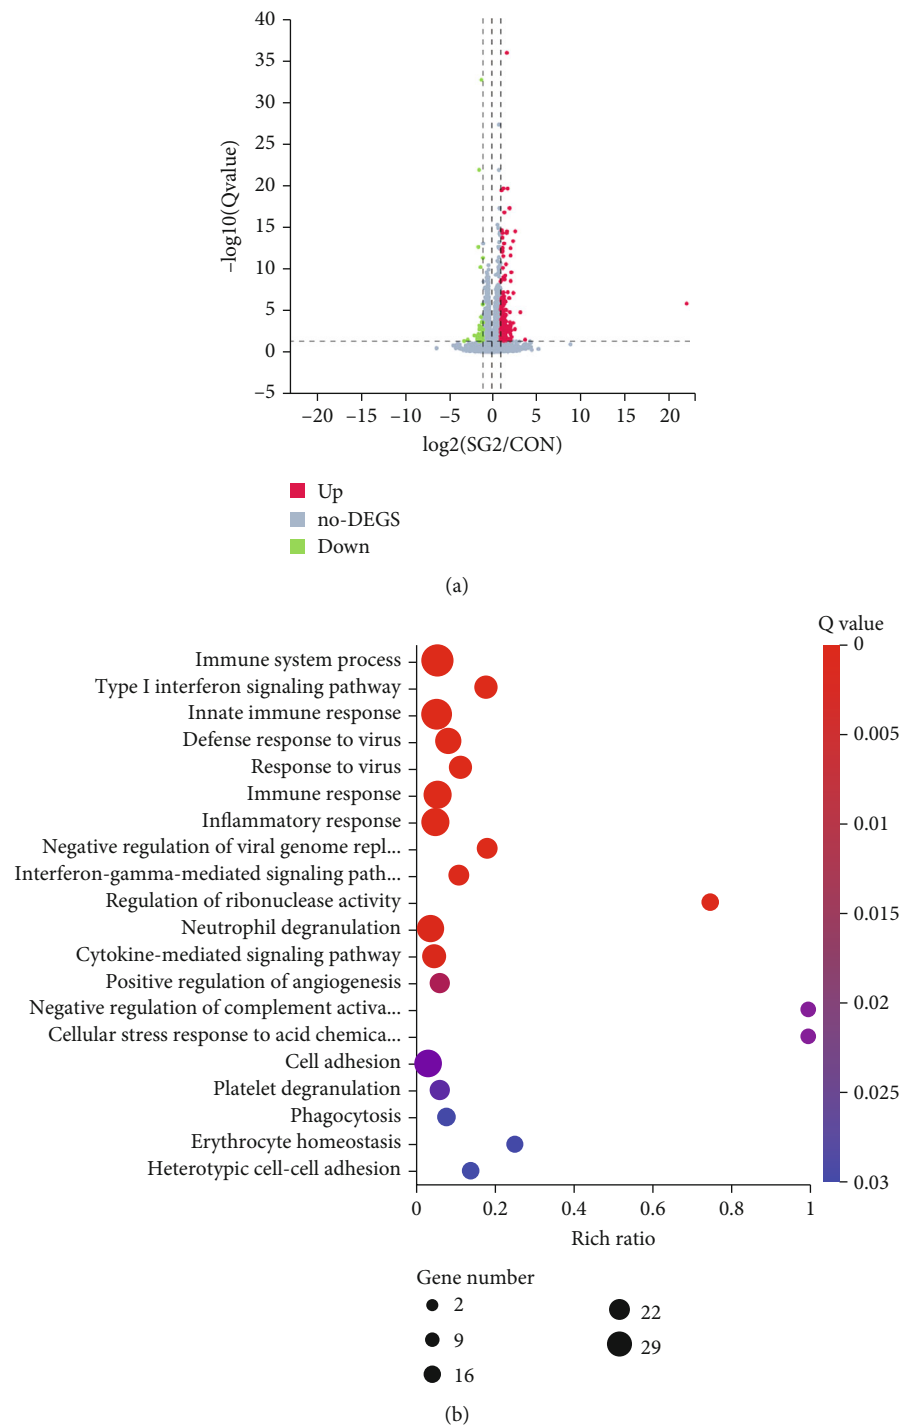 40
35
30
25
20
15
10
5
0
−5
–log10(Qvalue)
−20 −15 −10 −5 0 5 10 15 20
log2(SG2/CON)
Up
no-DEGS
Down
(a)
Q value
Immune system process
Type I interferon signaling pathway
Innate immune response
Defense response to virus
Response to virus
Immune response
Inflammatory response
Negative regulation of viral genome repl...
Interferon-gamma-mediated signaling path...
Regulation of ribonuclease activity
Neutrophil degranulation
Cytokine-mediated signaling pathway
Positive regulation of angiogenesis
Negative regulation of complement activa...
Cellular stress response to acid chemica...
Cell adhesion
Platelet degranulation
Phagocytosis
Erythrocyte homeostasis
Heterotypic cell-cell adhesion
0
0.005
0.01
0.015
0.02
0.025
0.03
0 0.2 0.4 0.6 0.8 1
Rich ratio
Gene number
2
9
16
22
29
(b)